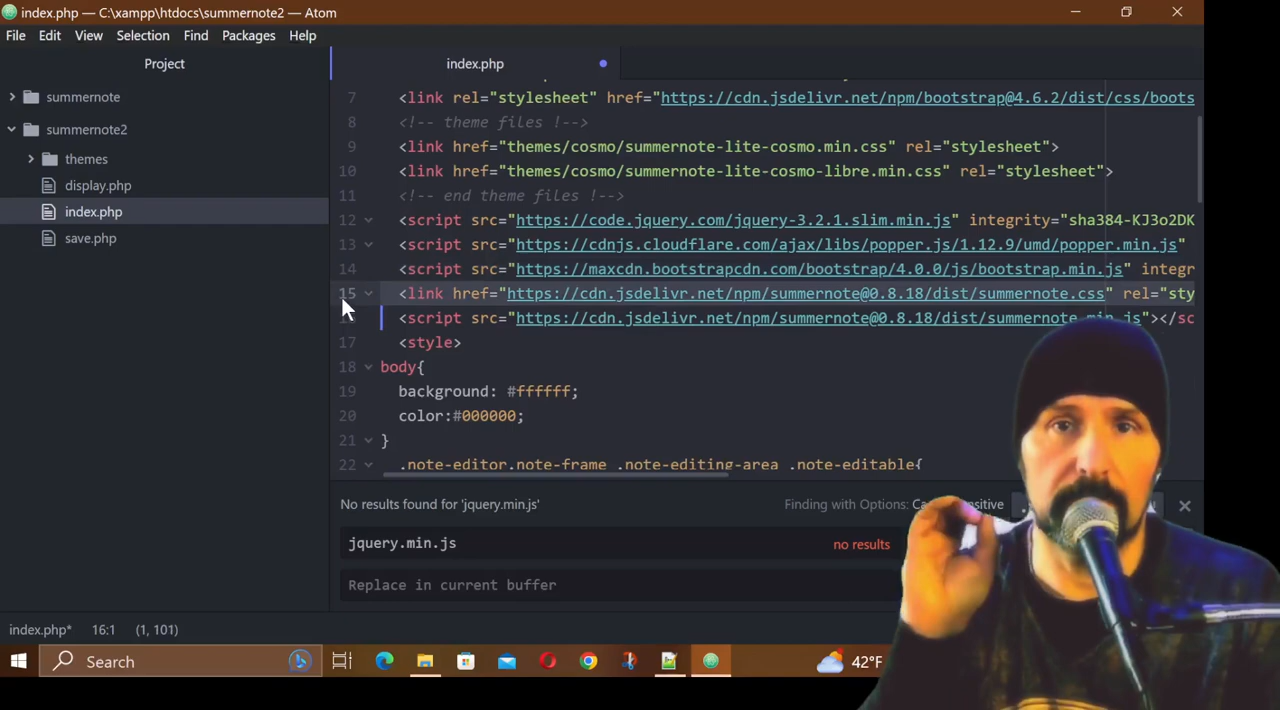 index.php — C:\xampp\htdocs\summernote2 — Atom
File Edit View Selection Find Packages Help
Project
index.php
summernote
summernote2
themes
display.php
index.php
save.php
7 <link rel="stylesheet" href="https://cdn.jsdelivr.net/npm/bootstrap@4.6.2/dist/css/boots
8 <!-- theme files !-->
9 <link href="themes/cosmo/summernote-lite-cosmo.min.css" rel="stylesheet">
10 <link href="themes/cosmo/summernote-lite-cosmo-libre.min.css" rel="stylesheet">
11 <!-- end theme files !-->
12 <script src="https://code.jquery.com/jquery-3.2.1.slim.min.js" integrity="sha384-KJ3o2DK
13 <script src="https://cdnjs.cloudflare.com/ajax/libs/popper.js/1.12.9/umd/popper.min.js"
14 <script src="https://maxcdn.bootstrapcdn.com/bootstrap/4.0.0/js/bootstrap.min.js" integr
15 <link href="https://cdn.jsdelivr.net/npm/summernote@0.8.18/dist/summernote.css" rel="sty
<script src="https://cdn.jsdelivr.net/npm/summernote@0.8.18/dist/summernote.min.js"></sc
17 <style>
18 body{
19 background: #ffffff;
20 color:#000000;
21 }
22 .note-editor.note-frame .note-editing-area .note-editable{
No results found for 'jquery.min.js'
Finding with Options:
jquery.min.js
no results
Replace in current buffer
index.php* 16:1 (1, 101)
Search
42°F